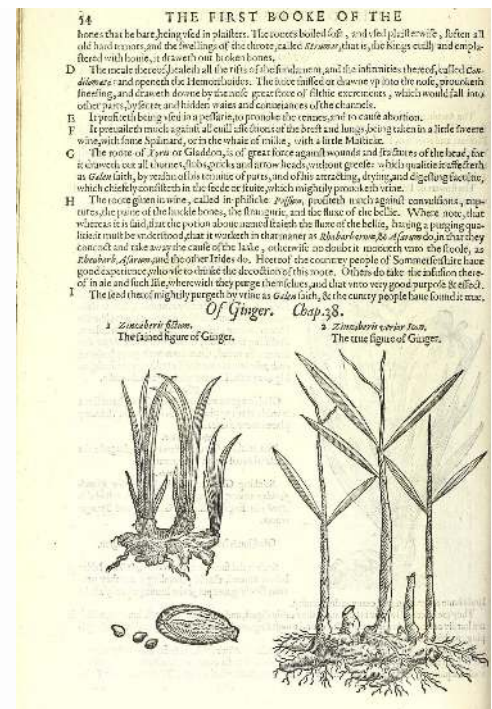 54 THE FIRST BOOKE OF THE
bones that be bare, being vsed in plaisters. The rootes boiled soft, and vsed plaisterwise, soften all
old hard tumors, and the swellings of the throte, called Strumæ, that is, the kings euill; and empla-
stered with honie, it draweth out broken bones.
D The meale thereof, healeth all the rifts of the fundament, and the infirmities thereof, called Con-
dilomata: and openeth the Hemorrhoides. The iuice snuffed or drawne vp into the nose, prouoketh
sneesing, and draweth downe by the nose great store of filthie excrements, which would fall into
other parts, by secret and hidden waies and conueiances of the channels.
E It profiteth being vsed in a pessarie, to prouoke the termes, and to cause abortion.
F It preuaileth much against all euill affections of the brest and lungs, being taken in a little sweete
wine, with some Spiknard, or in the whaie of milke, with a little Masticke.
G The roote of Xyris or Gladdon, is of great force against wounds and fractures of the head, for
it draweth out all thornes, stubs, pricks and arrow heads, without greefe: which qualitie it effecteth
as Galen saith, by reason of his tenuitie of parts, and of his attracting, drying, and digesting facultie,
which chiefely consisteth in the seede or fruite, which mightily prouoketh vrine.
H The roote giuen in wine, called in phisicke Passum, profiteth much against convulsions, rup-
tures, the paine of the huckle bones, the strangurie, and the fluxe of the bellie. Where note, that
whereas it is said, that the potion aboue named staieth the fluxe of the bellie, hauing a purging qua-
litie; it must be vnderstood, that it worketh in that maner as Rhabarbarum, & Asarum do, in that they
concoct and take away the cause of the laske, otherwise no doubt it mooueth vnto the stoole, as
Rheubarb, Asarum, and the other Irides do. Heereof the countrey people of Sommersetshire haue
good experience, who vse to drinke the decoction of this roote. Others do take the infusion there-
of in ale and such like, wherewith they purge themselues, and that vnto very good purpose & effect.
I The seed thereof mightily purgeth by vrine as Galen saith, & the cuntry people haue found it true.
Of Ginger. Chap. 38.
1 Zinziberis fictum. 2 Zinziberis verior Icon.
The fained figure of Ginger. The true figure of Ginger.